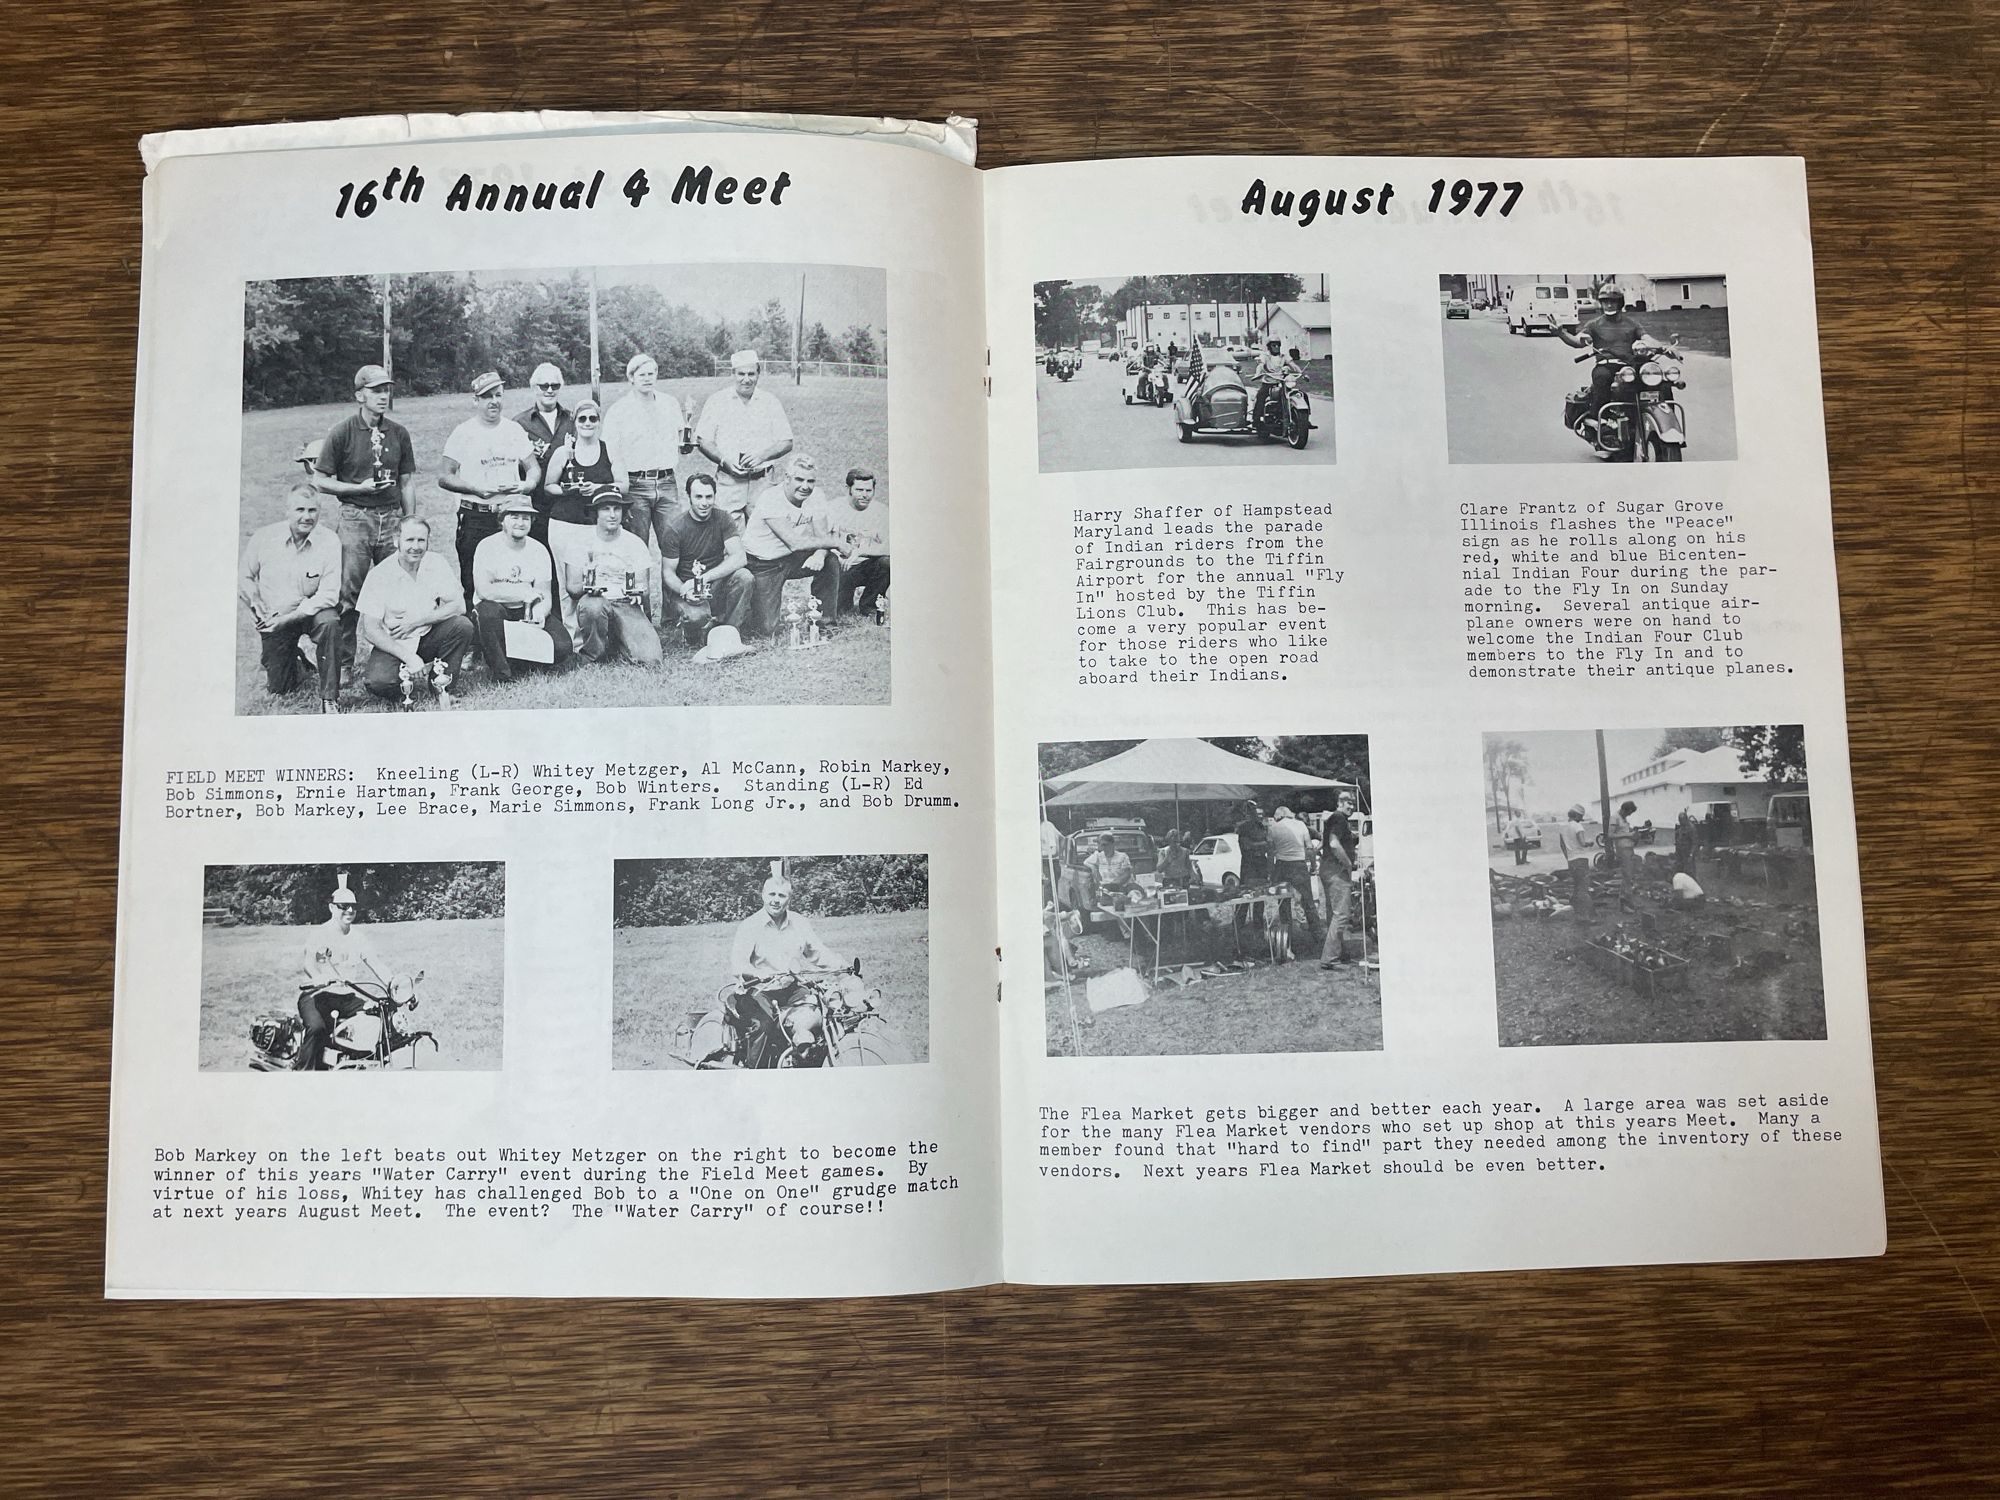 16th Annual 4 Meet
FIELD MEET WINNERS: Kneeling (L-R) Whitey Metzger, Al McCann, Robin Markey,
Bob Simmons, Ernie Hartman, Frank George, Bob Winters. Standing (L-R) Ed
Bortner, Bob Markey, Lee Brace, Marie Simmons, Frank Long Jr., and Bob Drumm.
Bob Markey on the left beats out Whitey Metzger on the right to become the
winner of this years "Water Carry" event during the Field Meet games. By
virtue of his loss, Whitey has challenged Bob to a "One on One" grudge match
at next years August Meet. The event? The "Water Carry" of course!!
August 1977
Harry Shaffer of Hampstead
Maryland leads the parade
of Indian riders from the
Fairgrounds to the Tiffin
Airport for the annual "Fly
In" hosted by the Tiffin
Lions Club. This has be-
come a very popular event
for those riders who like
to take to the open road
aboard their Indians.
Clare Frantz of Sugar Grove
Illinois flashes the "Peace"
sign as he rolls along on his
red, white and blue Bicenten-
nial Indian Four during the par-
ade to the Fly In on Sunday
morning. Several antique air-
plane owners were on hand to
welcome the Indian Four Club
members to the Fly In and to
demonstrate their antique planes.
The Flea Market gets bigger and better each year. A large area was set aside
for the many Flea Market vendors who set up shop at this years Meet. Many a
member found that "hard to find" part they needed among the inventory of these
vendors. Next years Flea Market should be even better.